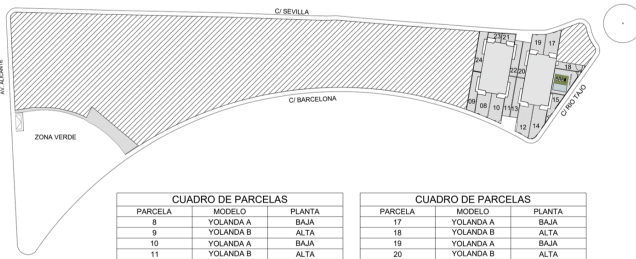 C/ SEVILLA
AV. ALICANTE
C/ BARCELONA
C/ RIO TAJO
ZONA VERDE
23 21
19 17
24
22 20
18
09 08 10 11 13
15
12 14
CUADRO DE PARCELAS
PARCELA MODELO PLANTA
8 YOLANDA A BAJA
9 YOLANDA B ALTA
10 YOLANDA A BAJA
11 YOLANDA B ALTA
CUADRO DE PARCELAS
PARCELA MODELO PLANTA
17 YOLANDA A BAJA
18 YOLANDA B ALTA
19 YOLANDA A BAJA
20 YOLANDA B ALTA